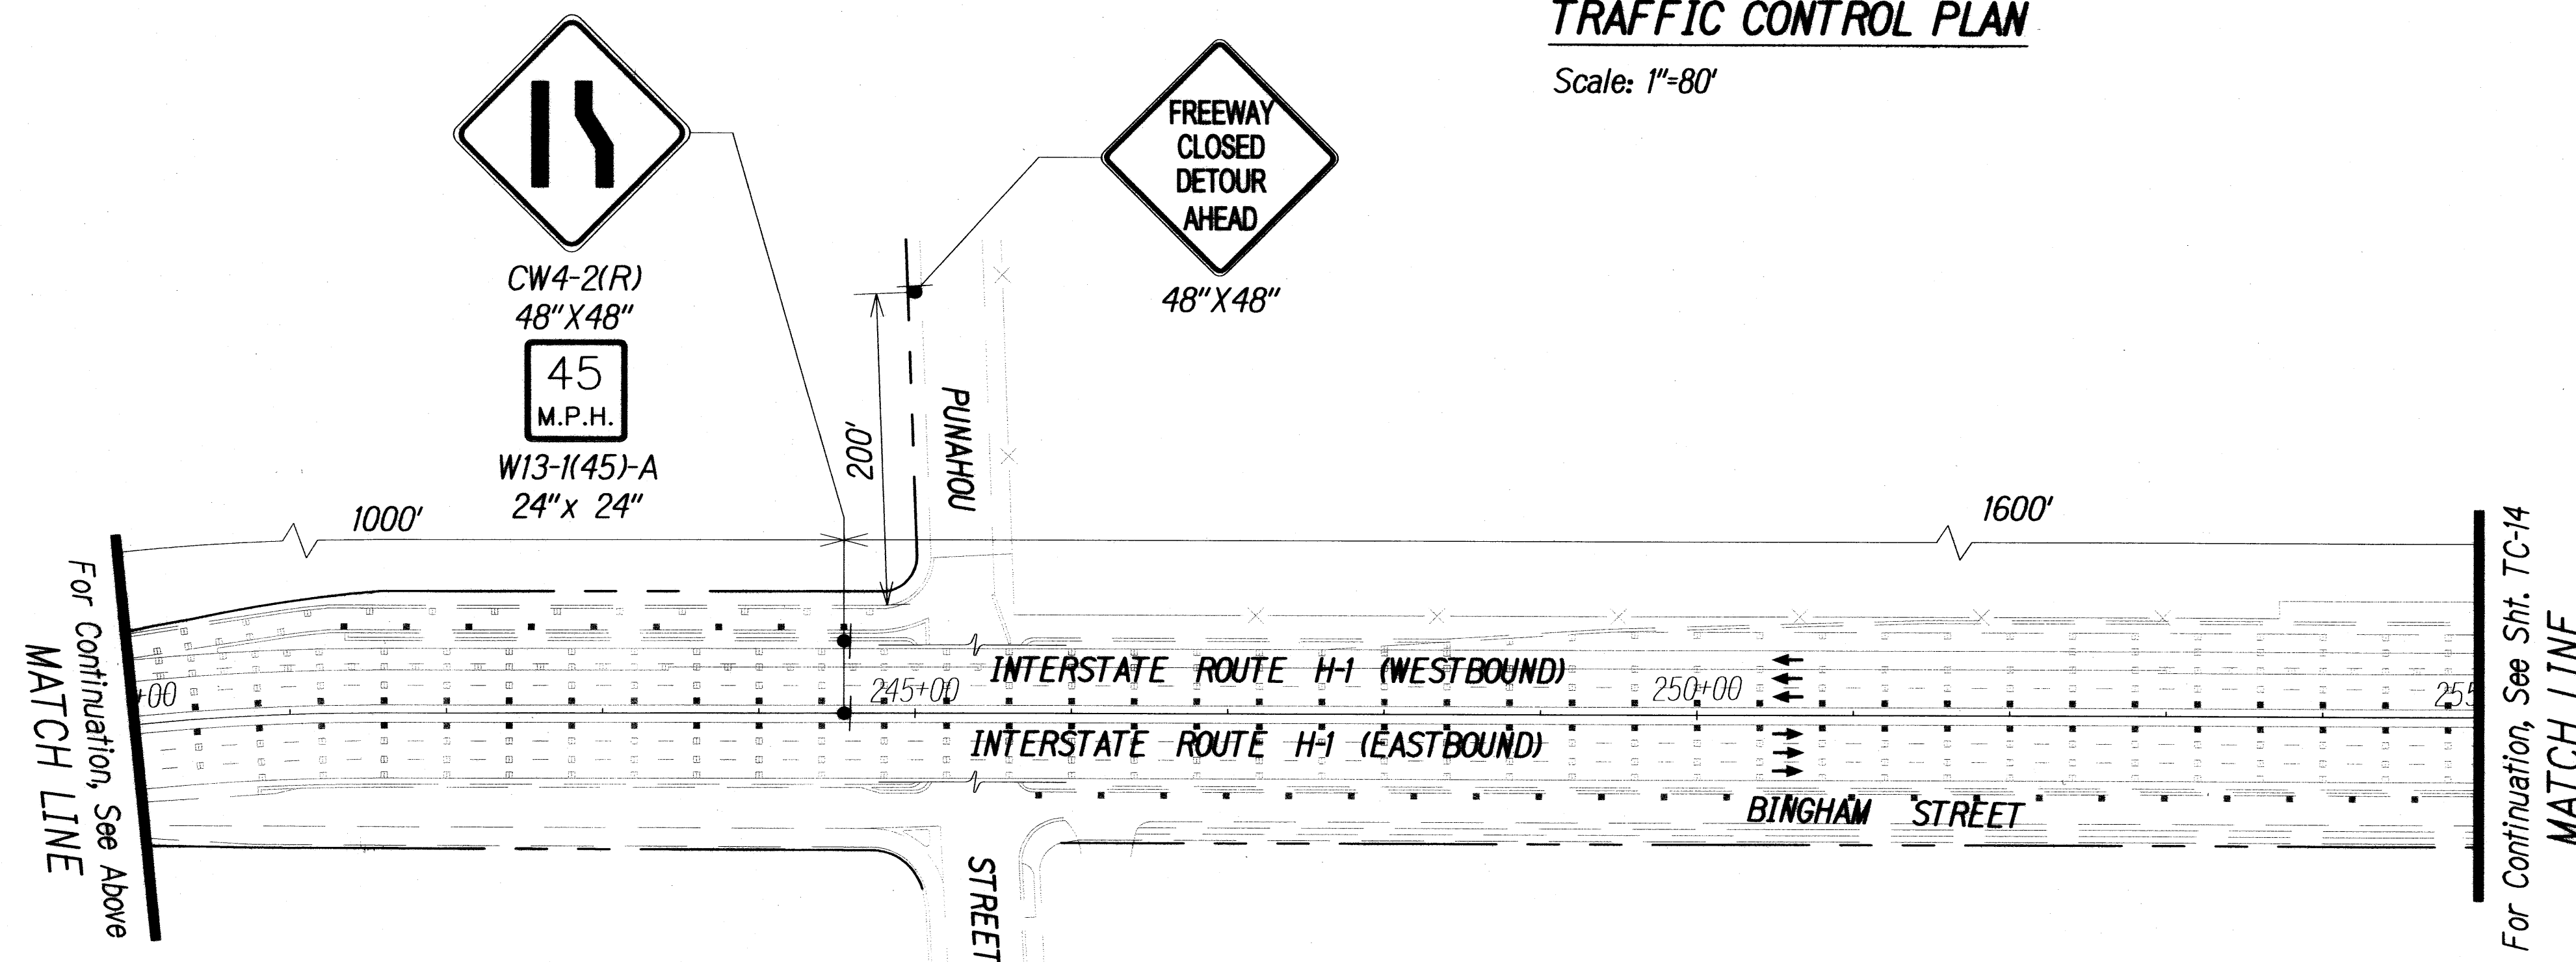 TRAFFIC CONTROL PLAN
Scale: 1"=80'
FREEWAY
CLOSED
DETOUR
AHEAD
48"X48"
CW4-2(R)
48"X48"
45
M.P.H.
W13-1(45)-A
24"x 24"
200'
PUNAHOU
1000'
1600'
For Continuation, See Above
MATCH LINE
+00
245+00
INTERSTATE ROUTE H-1 (WESTBOUND)
250+00
255
INTERSTATE ROUTE H-1 (EASTBOUND)
BINGHAM STREET
STREET
For Continuation, See Sht. TC-14
MATCH LINE